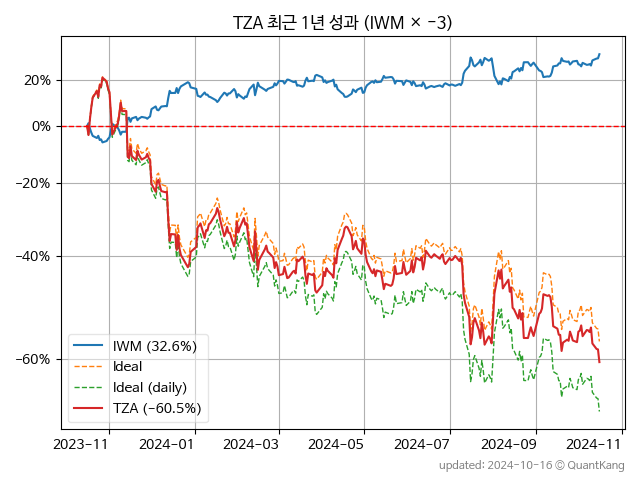 TZA 최근 1년 성과 (IWM × −3)
20%
0%
−20%
−40%
−60%
IWM (32.6%)
Ideal
Ideal (daily)
TZA (−60.5%)
2023−11
2024−01
2024−03
2024−05
2024−07
2024−09
2024−11
updated: 2024-10-16 © QuantKang